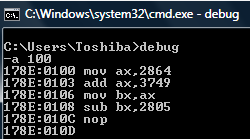 C:\Windows\system32\cmd.exe - debug
C:\Users\Toshiba>debug
-a 100
178E:0100 mov ax,2864
178E:0103 add ax,3749
178E:0106 mov bx,ax
178E:0108 sub bx,2805
178E:010C nop
178E:010D